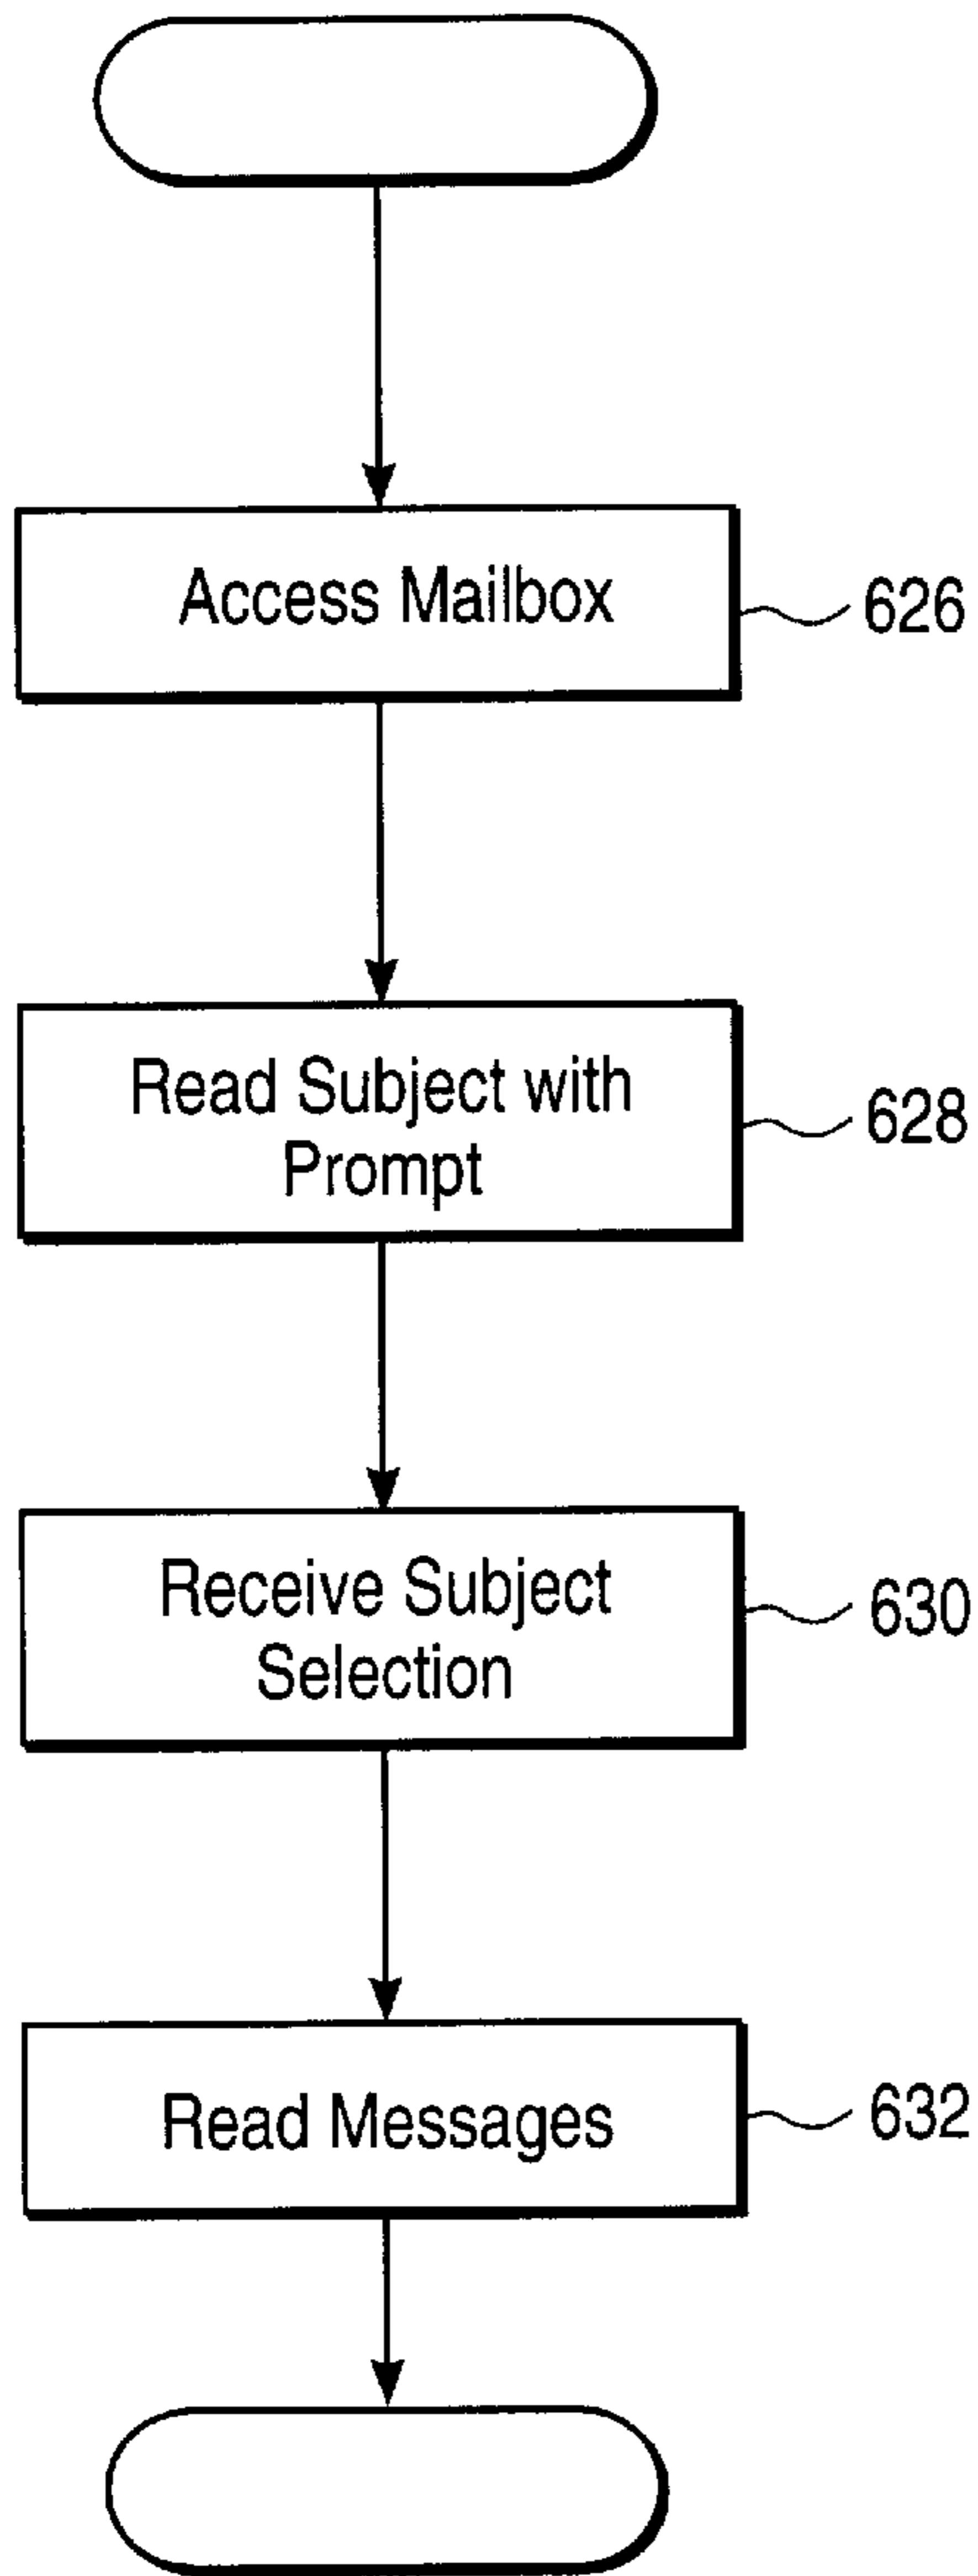 Access Mailbox
626
Read Subject with
Prompt
628
Receive Subject
Selection
630
Read Messages
632